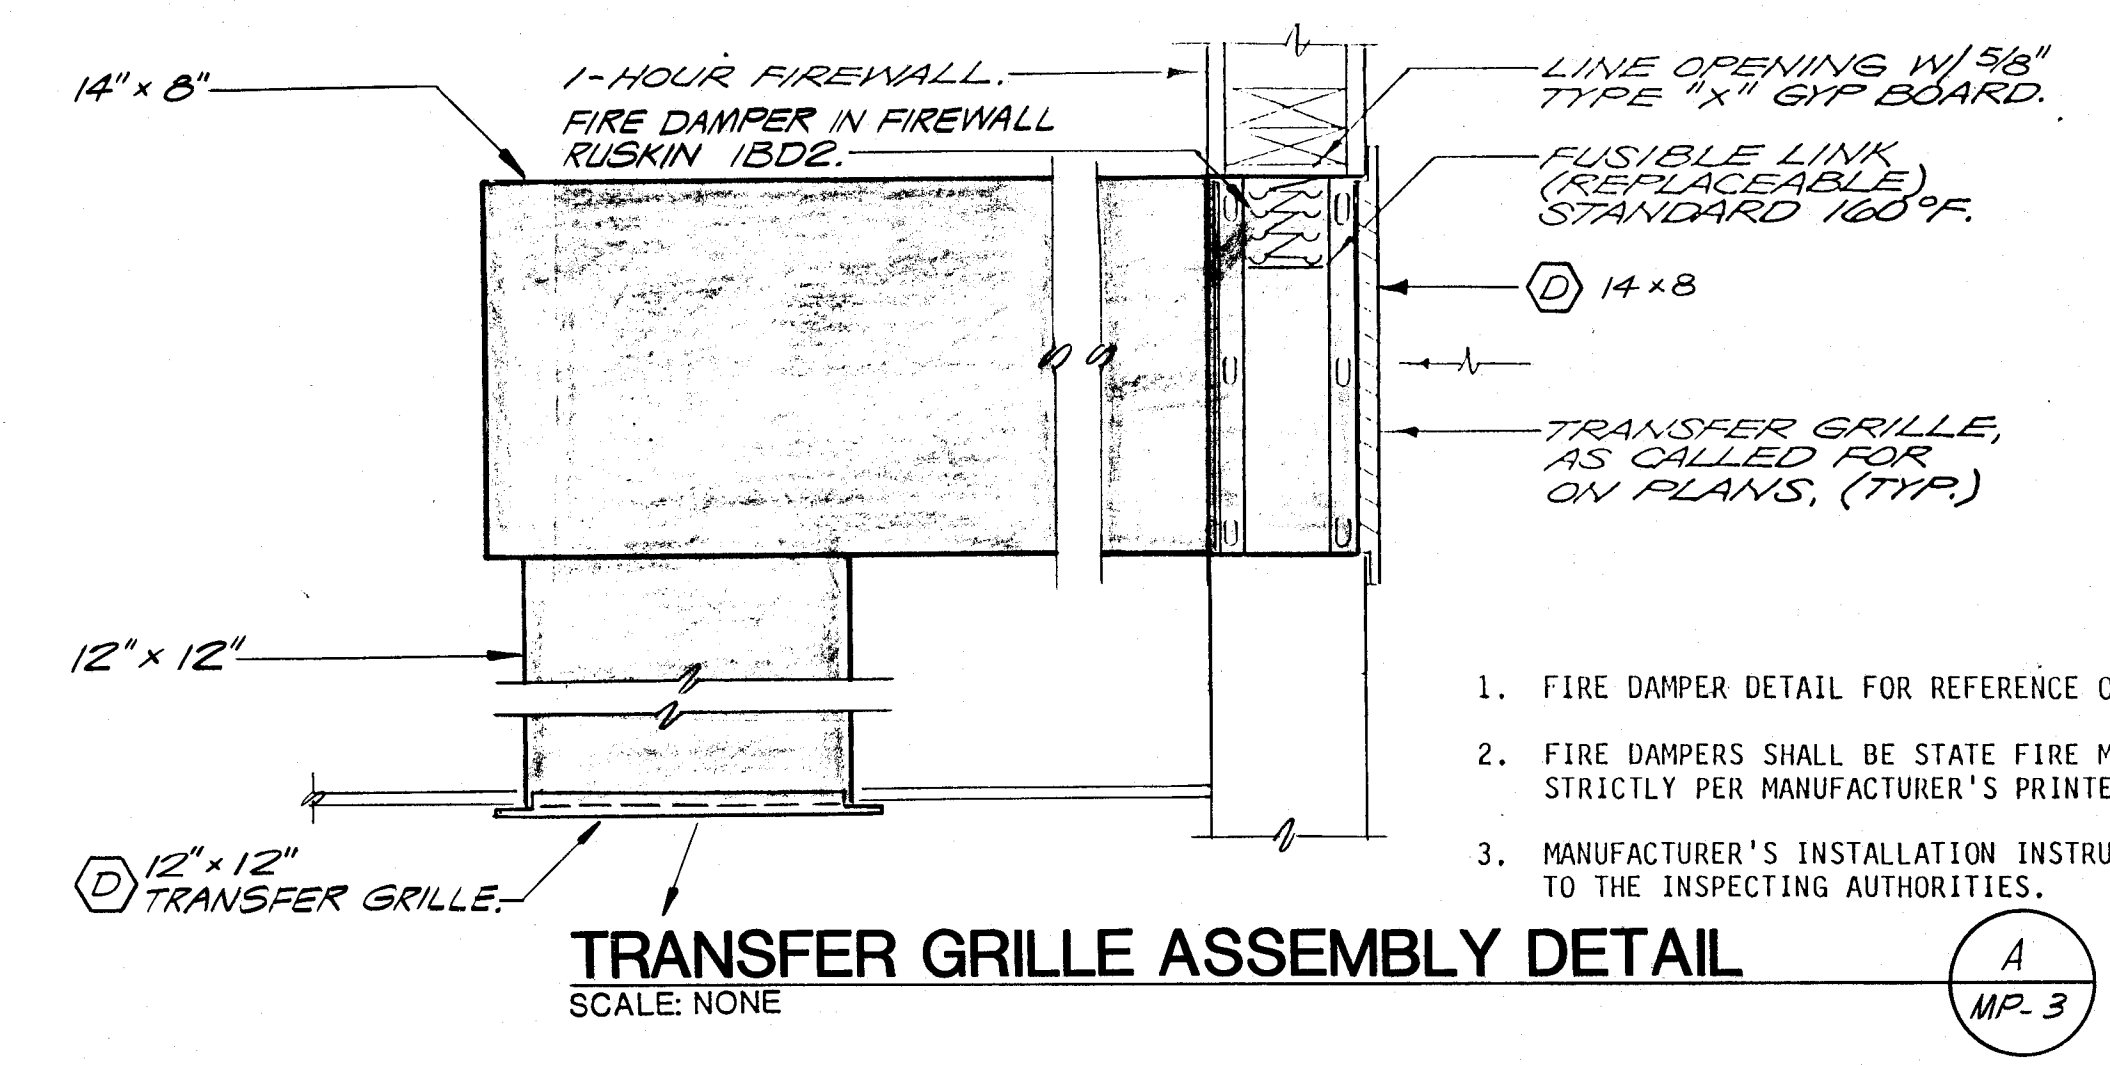 14" x 8"
1-HOUR FIREWALL.
FIRE DAMPER IN FIREWALL
RUSKIN IBD2.
LINE OPENING W/ 5/8"
TYPE "X" GYP BOARD.
FUSIBLE LINK
(REPLACEABLE)
STANDARD 160°F.
D 14 x 8
TRANSFER GRILLE,
AS CALLED FOR
ON PLANS, (TYP.)
12" x 12"
D 12" x 12"
TRANSFER GRILLE.
1. FIRE DAMPER DETAIL FOR REFERENCE
2. FIRE DAMPERS SHALL BE STATE FIRE M
STRICTLY PER MANUFACTURER'S PRINTE
3. MANUFACTURER'S INSTALLATION INSTRU
TO THE INSPECTING AUTHORITIES.
TRANSFER GRILLE ASSEMBLY DETAIL
SCALE: NONE
A
MP-3